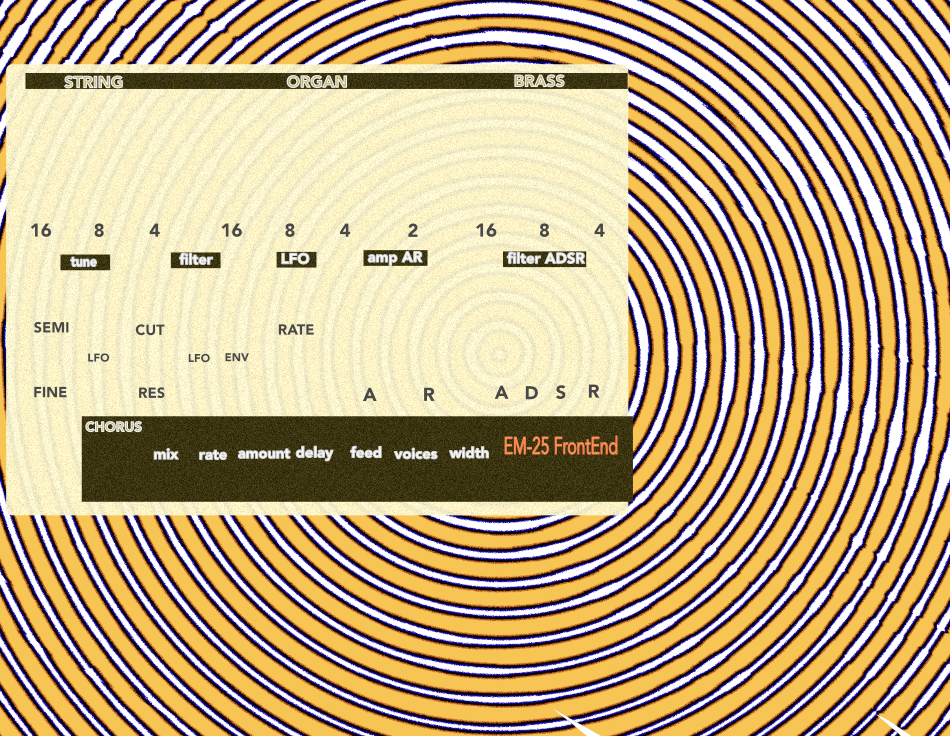 STRING ORGAN BRASS
16 8 4 16 8 4 2 16 8 4
tune filter LFO amp AR filter ADSR
SEMI CUT RATE
LFO LFO ENV
FINE RES A R A D S R
CHORUS
mix rate amount delay feed voices width EM-25 FrontEnd